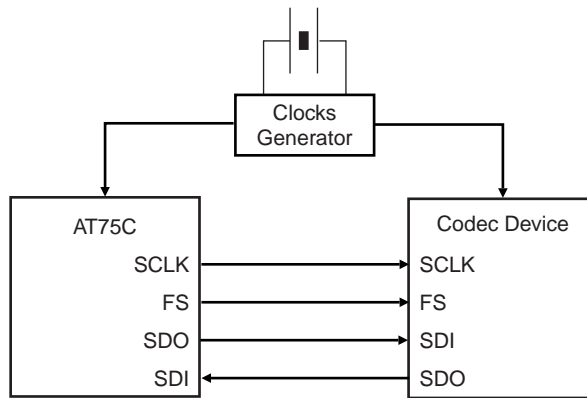 Clocks
Generator
AT75C
SCLK
FS
SDO
SDI
Codec Device
SCLK
FS
SDI
SDO